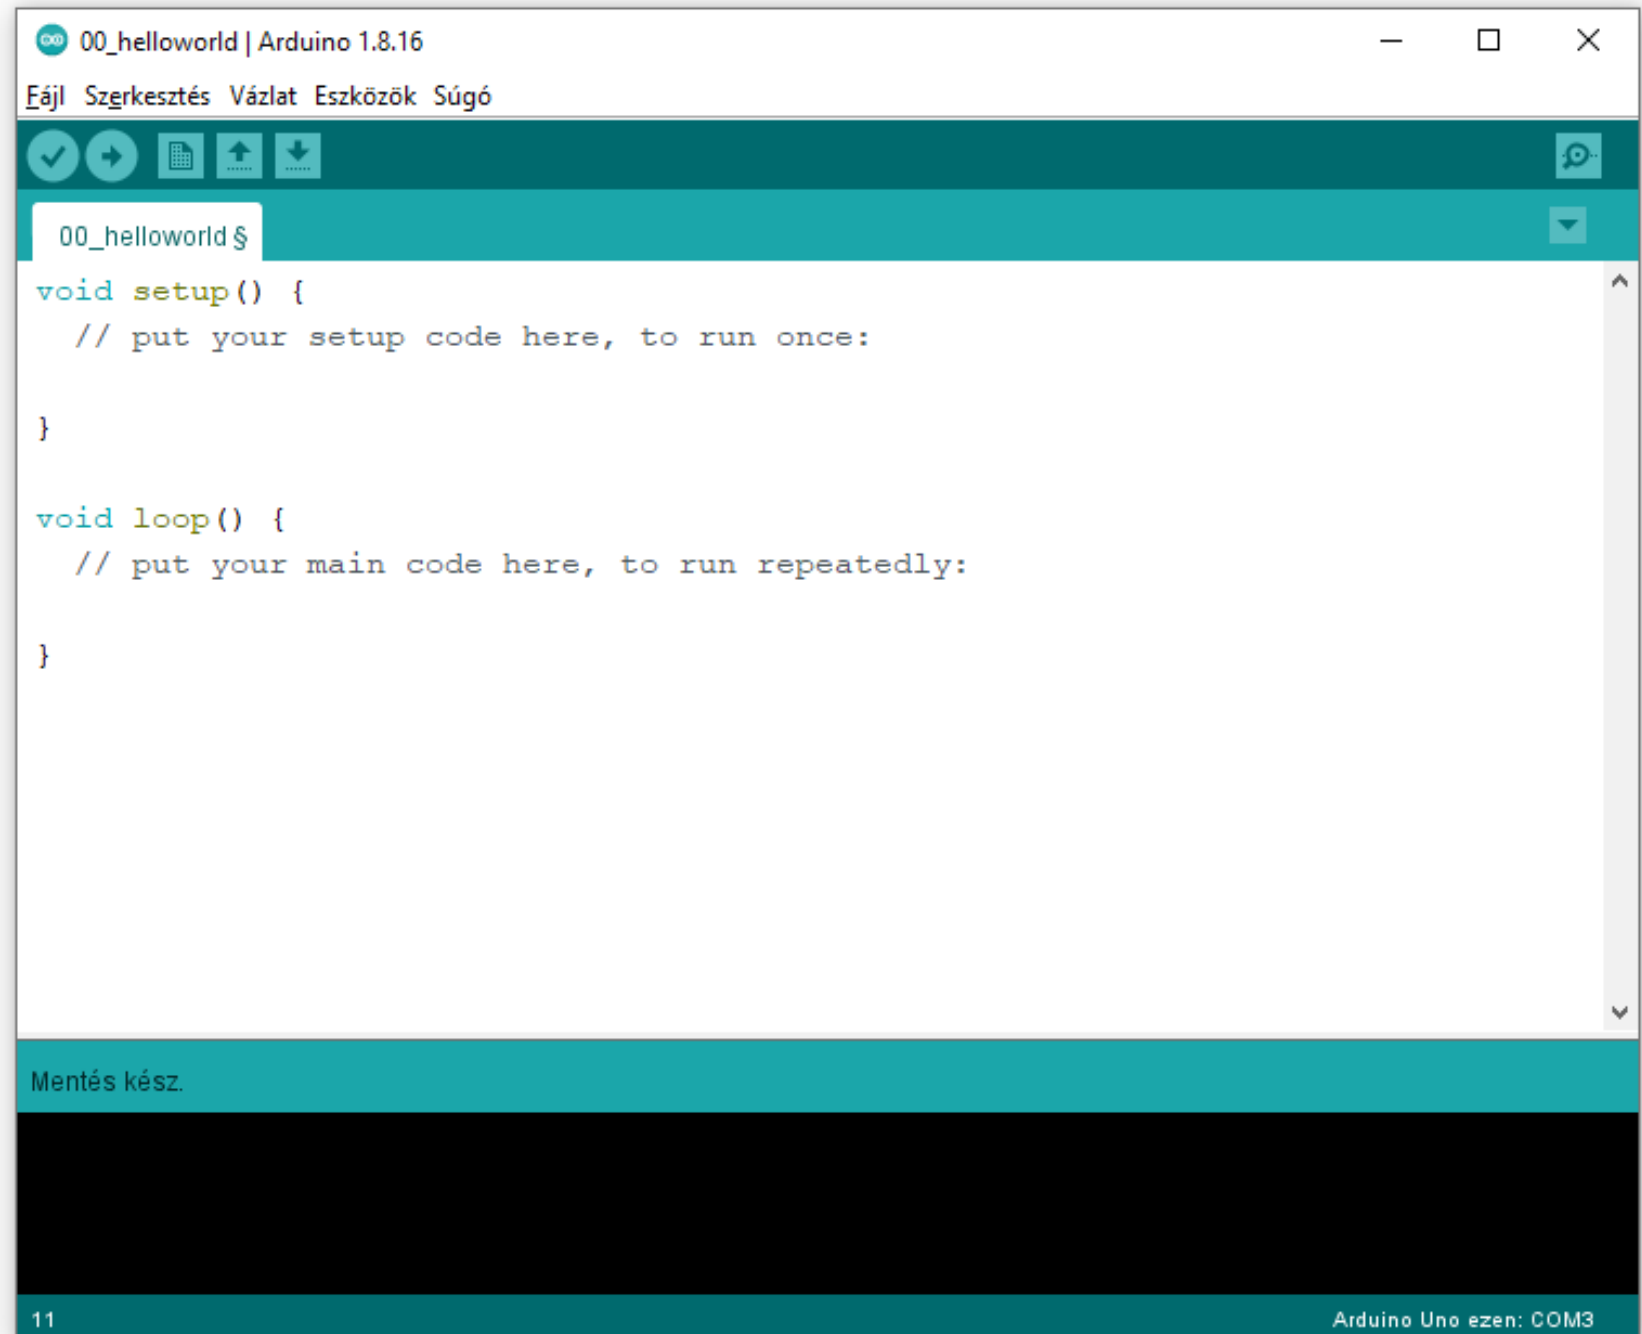 00_helloworld | Arduino 1.8.16
Fájl Szerkesztés Vázlat Eszközök Súgó
00_helloworld §
void setup() {
  // put your setup code here, to run once:
}
void loop() {
  // put your main code here, to run repeatedly:
}
Mentés kész.
11
Arduino Uno ezen: COM3